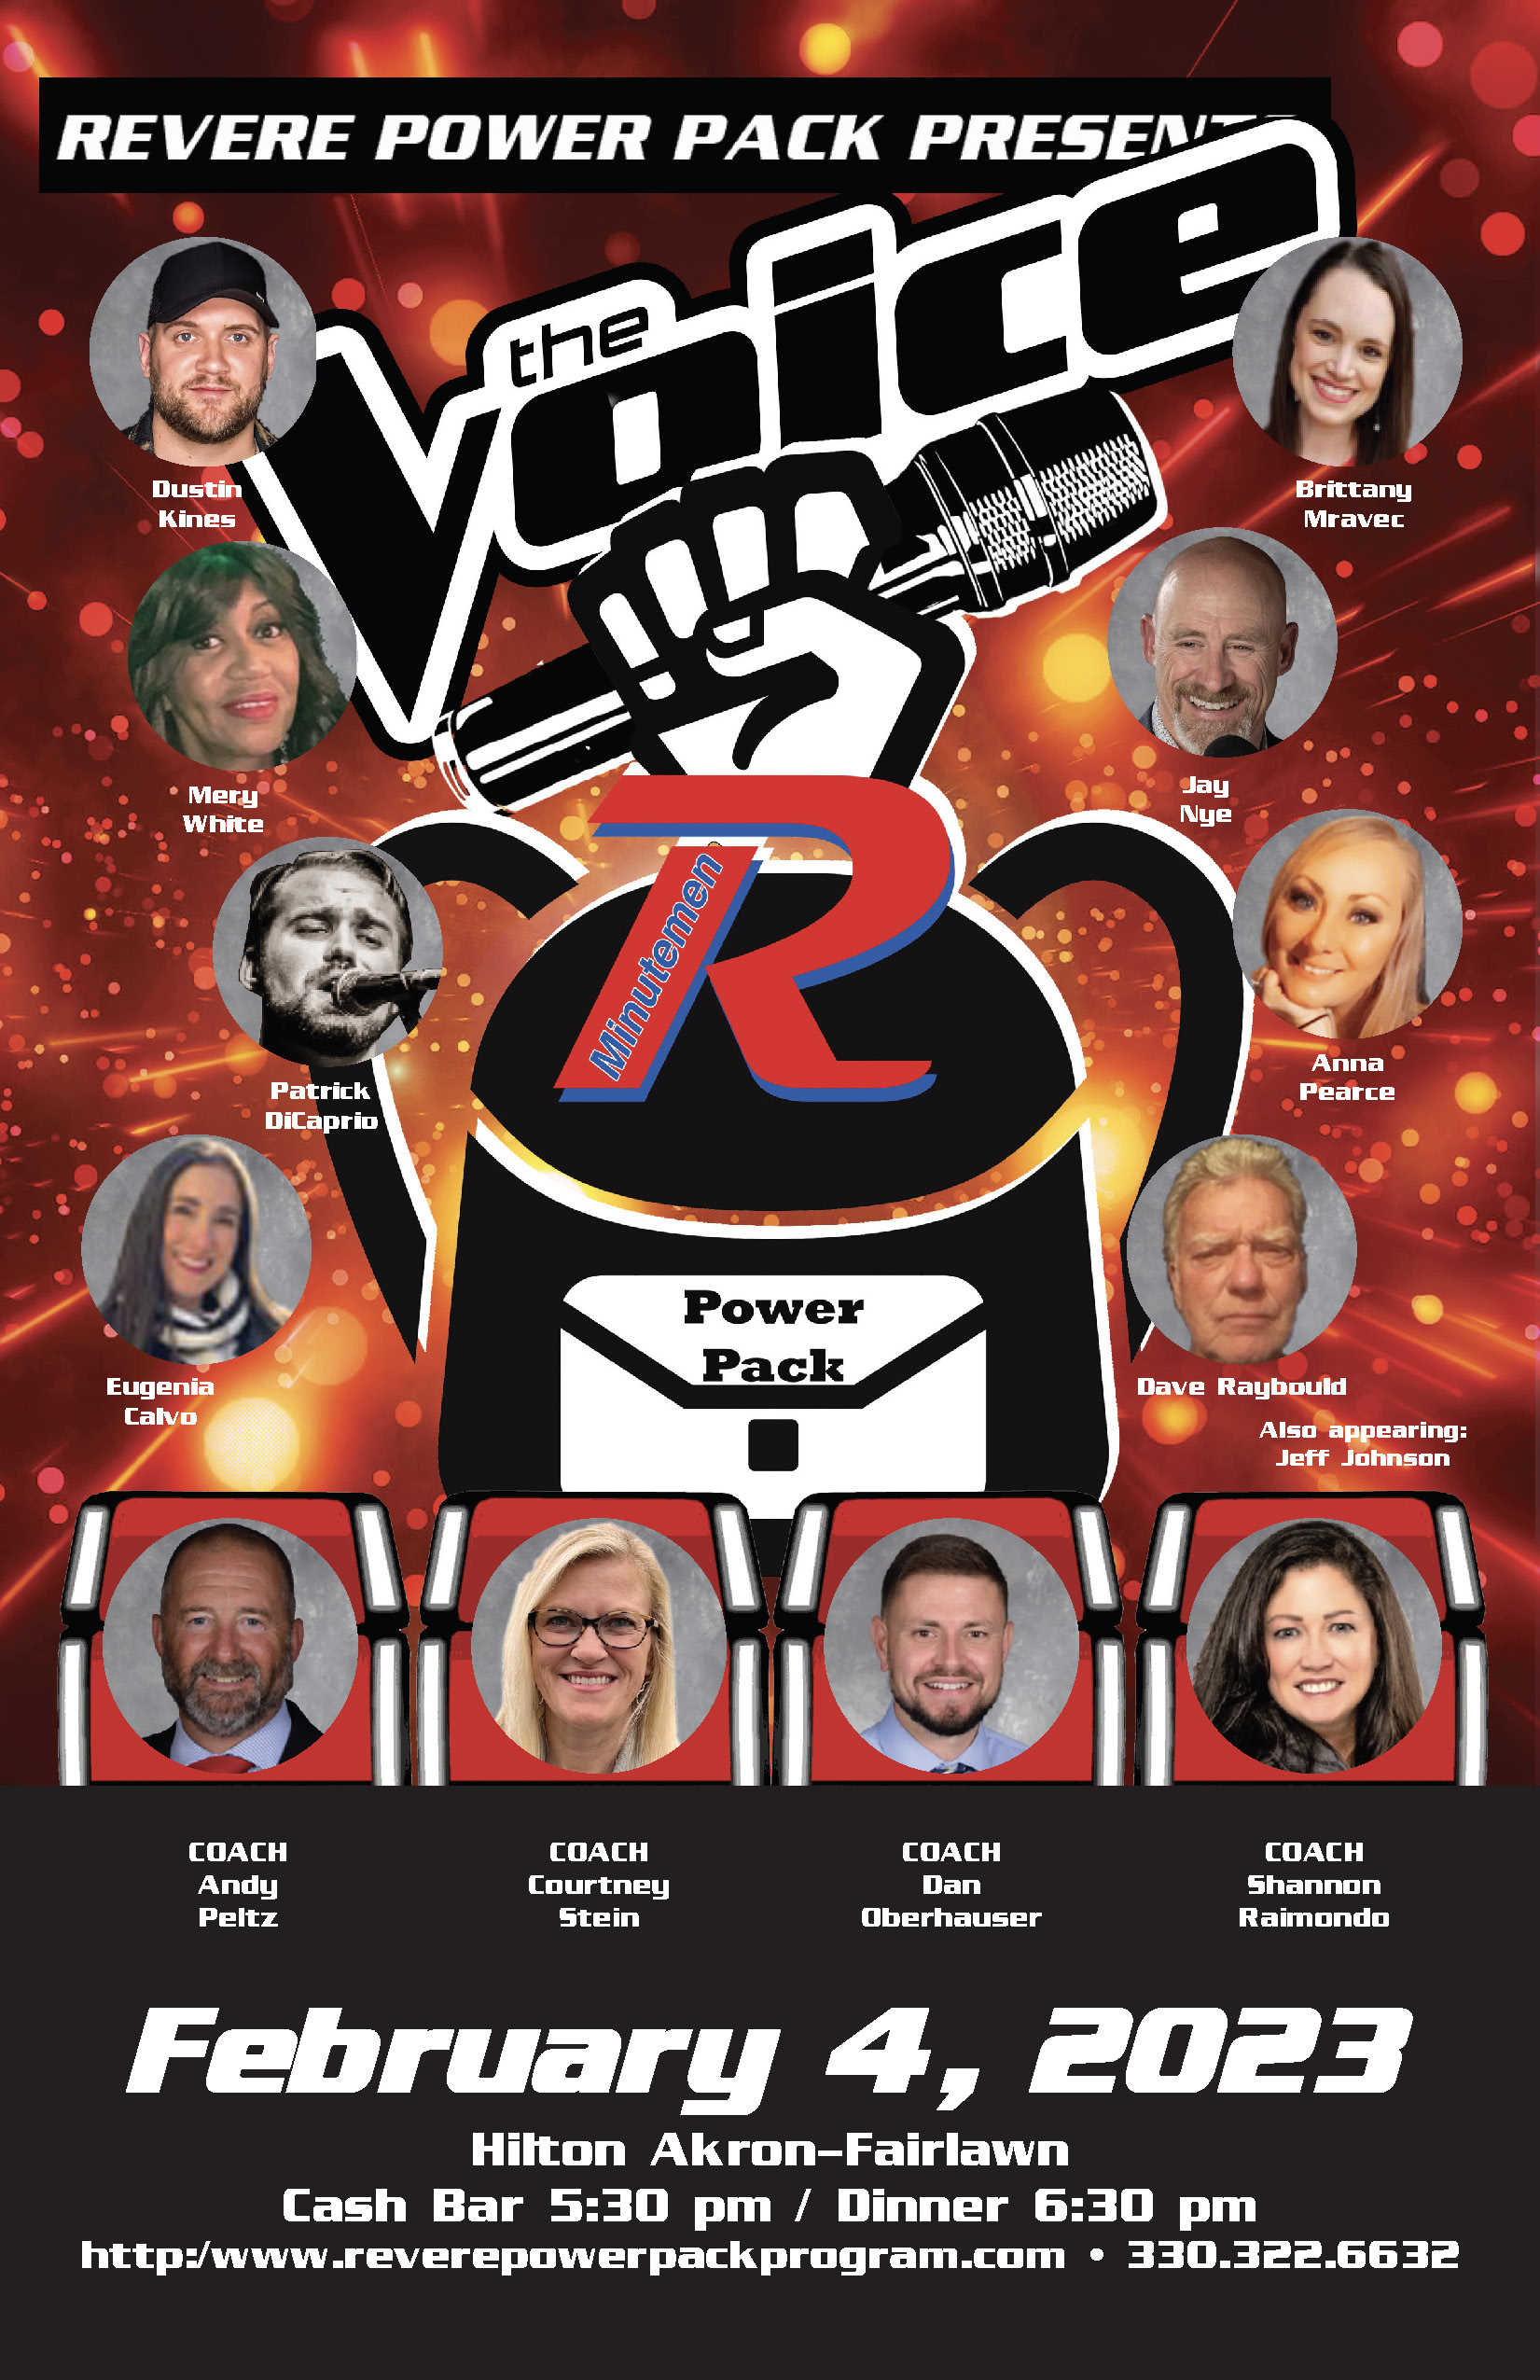 REVERE POWER PACK PRESENTS
the
Voice
Dustin
Kines
Brittany
Mravec
Mery
White
Jay
Nye
Minutemen
R
Patrick
DiCaprio
Anna
Pearce
Power
Pack
Eugenia
Calvo
Dave Raybould
Also appearing:
Jeff Johnson
COACH
Andy
Peltz
COACH
Courtney
Stein
COACH
Dan
Oberhauser
COACH
Shannon
Raimondo
February 4, 2023
Hilton Akron-Fairlawn
Cash Bar 5:30 pm / Dinner 6:30 pm
http:/www.reverepowerpackprogram.com • 330.322.6632